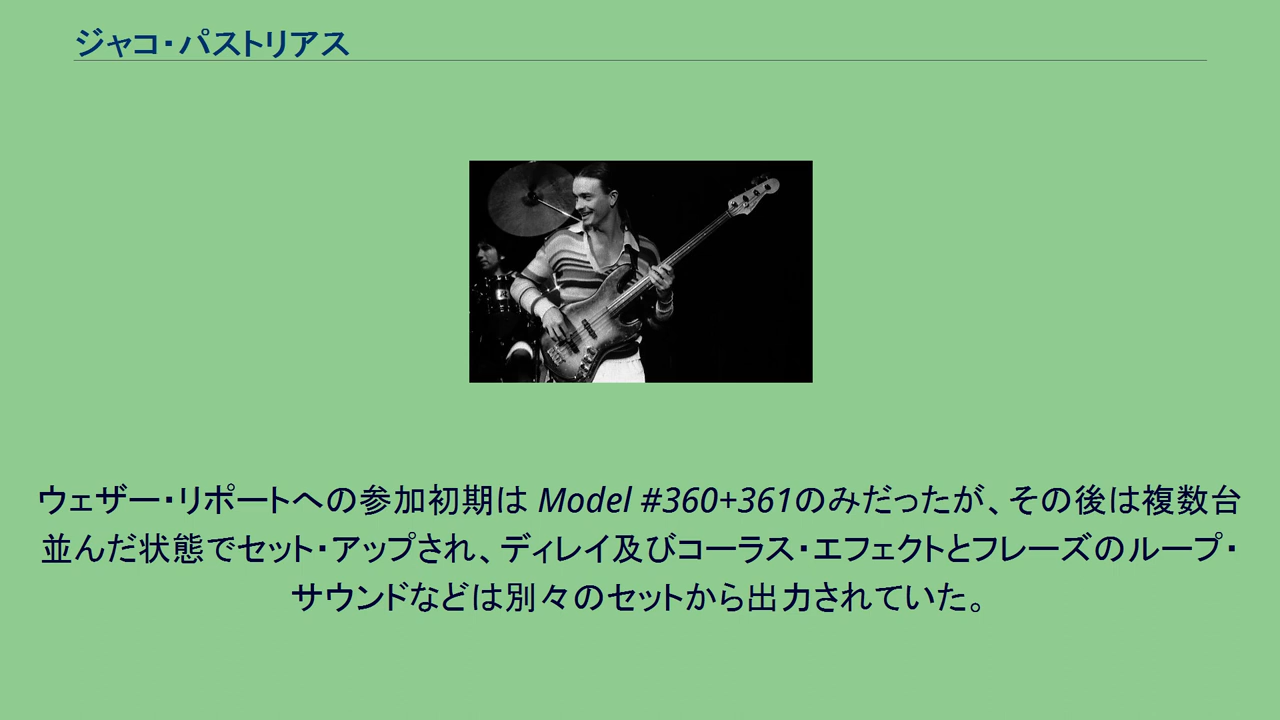 ジャコ・パストリアス
ウェザー・リポートへの参加初期は Model #360+361のみだったが、その後は複数台
並んだ状態でセット・アップされ、ディレイ及びコーラス・エフェクトとフレーズのループ・
サウンドなどは別々のセットから出力されていた。